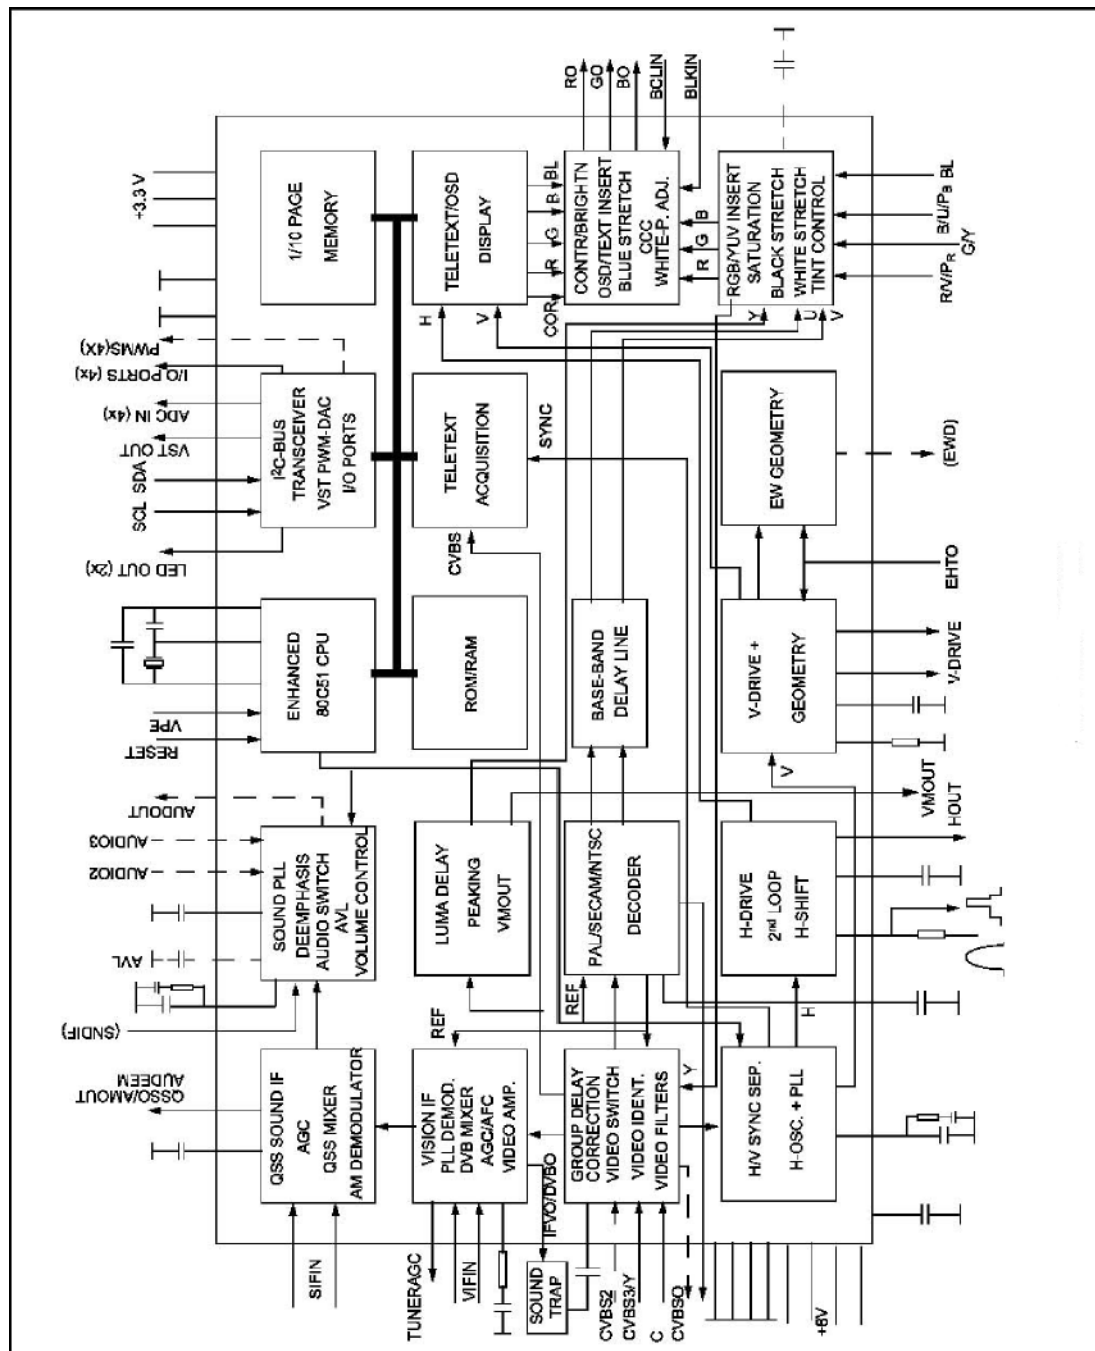 +3.3 V
1/10 PAGE
MEMORY
PWMS(4X)
I/O PORTS (4x)
ADC IN (4x)
VST OUT
SDA
SCL
LED OUT (2x)
I²C-BUS
TRANSCEIVER
VST PWM-DAC
I/O PORTS
VPE
RESET
ENHANCED
80C51 CPU
AUDOUT
AUDIO3
AUDIO2
AVL
(SNDIF)
SOUND PLL
DEEMPHASIS
AUDIO SWITCH
AVL
VOLUME CONTROL
QSSO/AMOUT
AUDEEM
QSS SOUND IF
AGC
QSS MIXER
AM DEMODULATOR
SIFIN
TELETEXT/OSD
DISPLAY
H
V
TELETEXT
ACQUISITION
CVBS
SYNC
ROM/RAM
LUMA DELAY
PEAKING
VMOUT
REF
VISION IF
PLL DEMOD.
DVB MIXER
AGC/AFC
VIDEO AMP.
TUNERAGC
VIFIN
IFVO/DVBO
SOUND
TRAP
RO
GO
BO
BCLIN
BLKIN
COR
R
G
B
BL
CONTR/BRIGHTN
OSD/TEXT INSERT
BLUE STRETCH
CCC
WHITE-P. ADJ.
R
G
B
BASE-BAND
DELAY LINE
PAL/SECAM/NTSC
DECODER
REF
GROUP DELAY
CORRECTION
VIDEO SWITCH
VIDEO IDENT.
VIDEO FILTERS
Y
CVBS2
CVBS3/Y
C
CVBSO
RGB/YUV INSERT
SATURATION
BLACK STRETCH
WHITE STRETCH
TINT CONTROL
Y
U
V
BL
B/U/PB
G/Y
R/V/PR
EW GEOMETRY
(EWD)
EHTO
V-DRIVE +
GEOMETRY
V-DRIVE
V
VMOUT
HOUT
H-DRIVE
2nd LOOP
H-SHIFT
H
H/V SYNC SEP.
H-OSC. + PLL
+8V